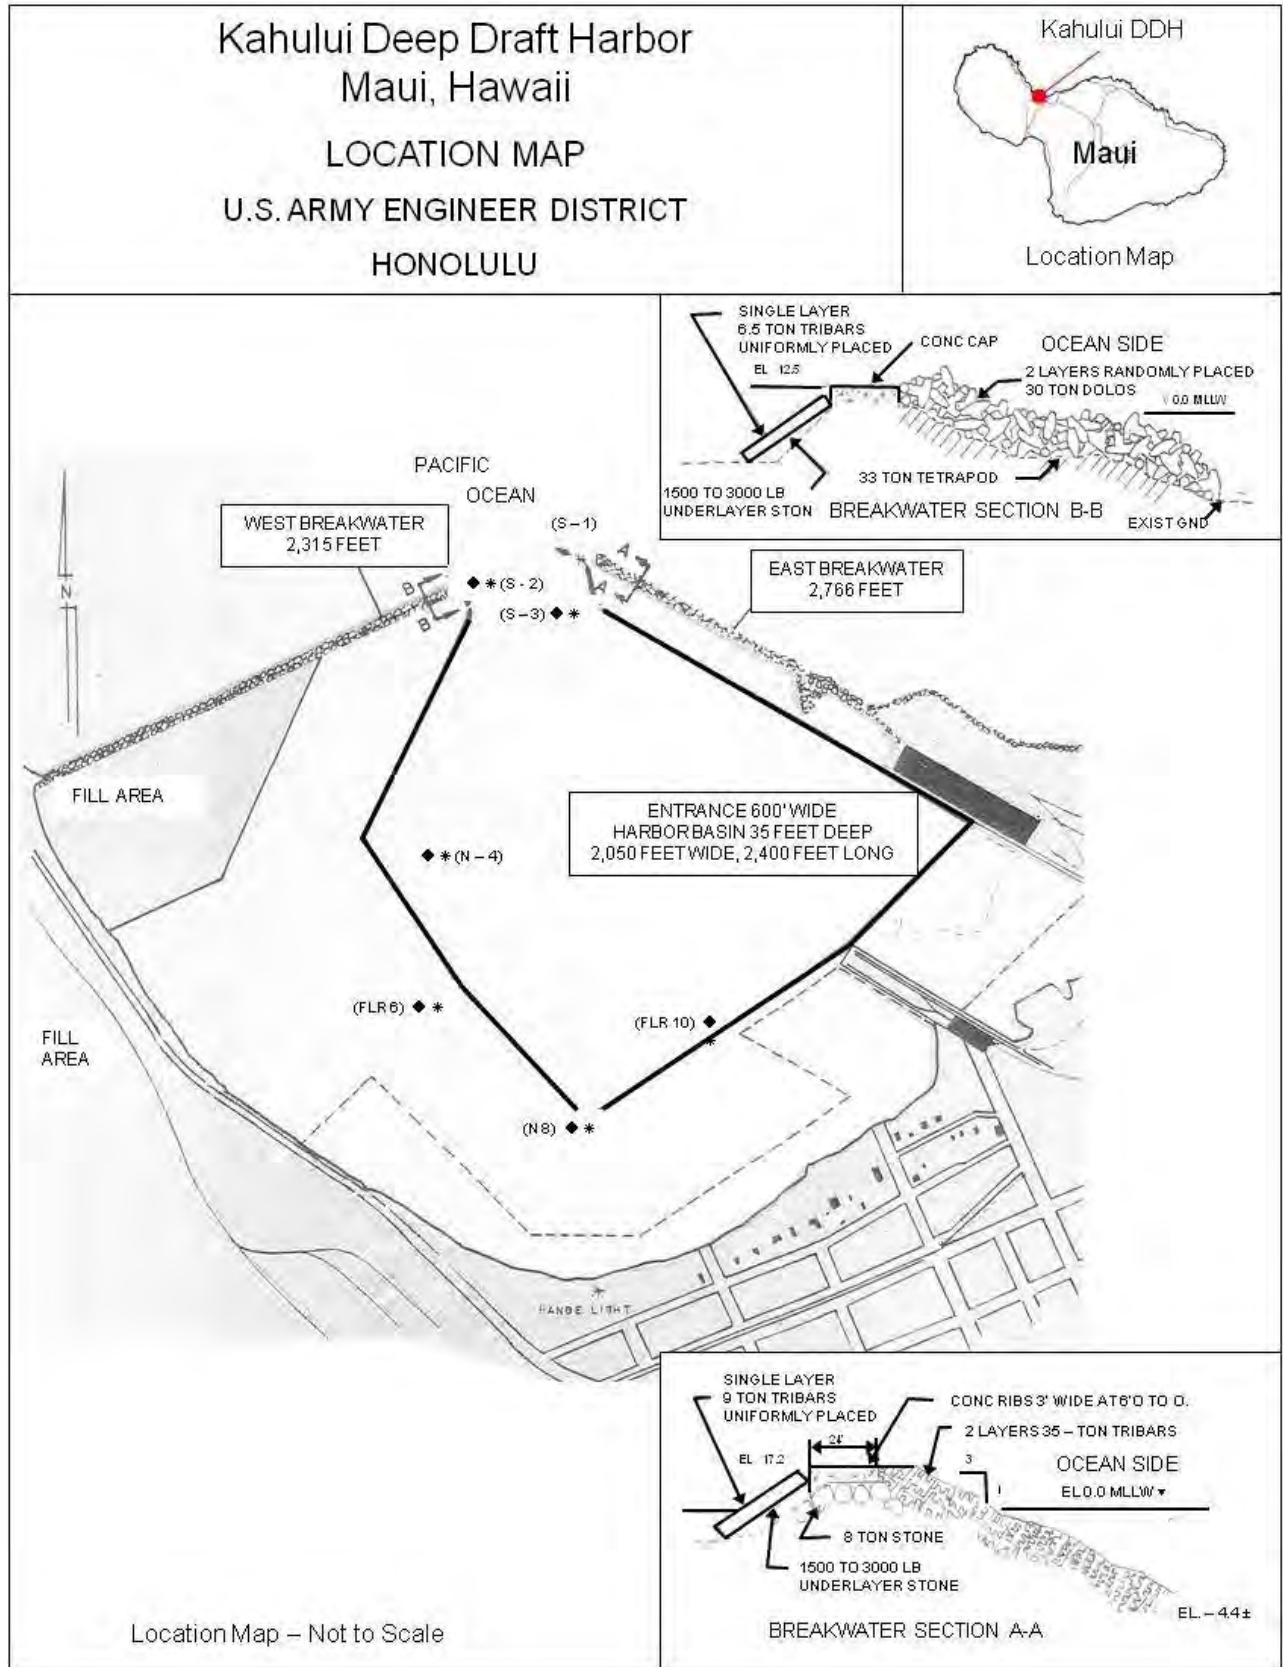 Kahului Deep Draft Harbor
Maui, Hawaii
LOCATION MAP
U.S. ARMY ENGINEER DISTRICT
HONOLULU
Kahului DDH
Maui
Location Map
SINGLE LAYER
6.5 TON TRIBARS
UNIFORMLY PLACED
CONC CAP
OCEAN SIDE
EL 12.5
2 LAYERS RANDOMLY PLACED
30 TON DOLOS
0.0 MLLW
33 TON TETRAPOD
1500 TO 3000 LB
UNDERLAYER STON
BREAKWATER SECTION B-B
EXIST GND
PACIFIC
OCEAN
(S – 1)
WEST BREAKWATER
2,315 FEET
A
A
EAST BREAKWATER
2,766 FEET
N
B
B
(S - 2)
(S – 3)
FILL AREA
ENTRANCE 600' WIDE
HARBOR BASIN 35 FEET DEEP
2,050 FEET WIDE, 2,400 FEET LONG
(N – 4)
(FLR 6)
(FLR 10)
FILL
AREA
(N8)
RANGE LIGHT
SINGLE LAYER
9 TON TRIBARS
UNIFORMLY PLACED
CONC RIBS 3' WIDE AT 6'O TO O.
2 LAYERS 35 – TON TRIBARS
24'
EL 17.2
3
1
OCEAN SIDE
EL 0.0 MLLW
8 TON STONE
1500 TO 3000 LB
UNDERLAYER STONE
EL. – 44±
BREAKWATER SECTION A-A
Location Map – Not to Scale